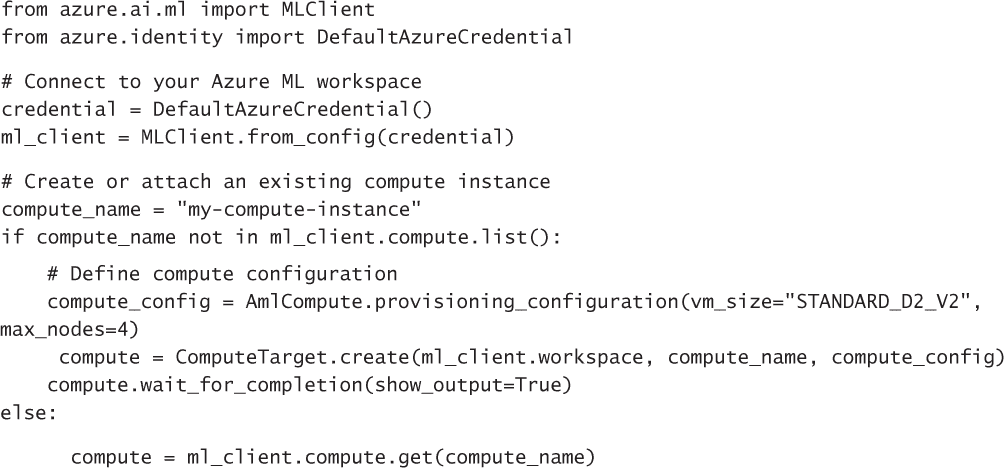 from azure.ai.ml import MLClient
from azure.identity import DefaultAzureCredential
# Connect to your Azure ML workspace
credential = DefaultAzureCredential()
ml_client = MLClient.from_config(credential)
# Create or attach an existing compute instance
compute_name = "my-compute-instance"
if compute_name not in ml_client.compute.list():
    # Define compute configuration
    compute_config = AmlCompute.provisioning_configuration(vm_size="STANDARD_D2_V2",
max_nodes=4)
     compute = ComputeTarget.create(ml_client.workspace, compute_name, compute_config)
    compute.wait_for_completion(show_output=True)
else:
      compute = ml_client.compute.get(compute_name)